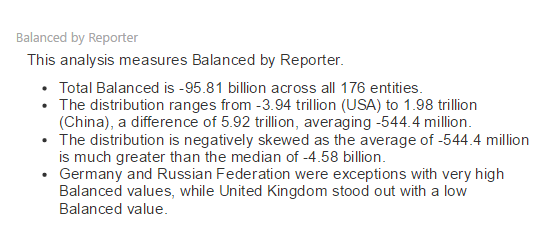 Balanced by Reporter
This analysis measures Balanced by Reporter.
• Total Balanced is -95.81 billion across all 176 entities.
• The distribution ranges from -3.94 trillion (USA) to 1.98 trillion
(China), a difference of 5.92 trillion, averaging -544.4 million.
• The distribution is negatively skewed as the average of -544.4 million
is much greater than the median of -4.58 billion.
• Germany and Russian Federation were exceptions with very high
Balanced values, while United Kingdom stood out with a low
Balanced value.